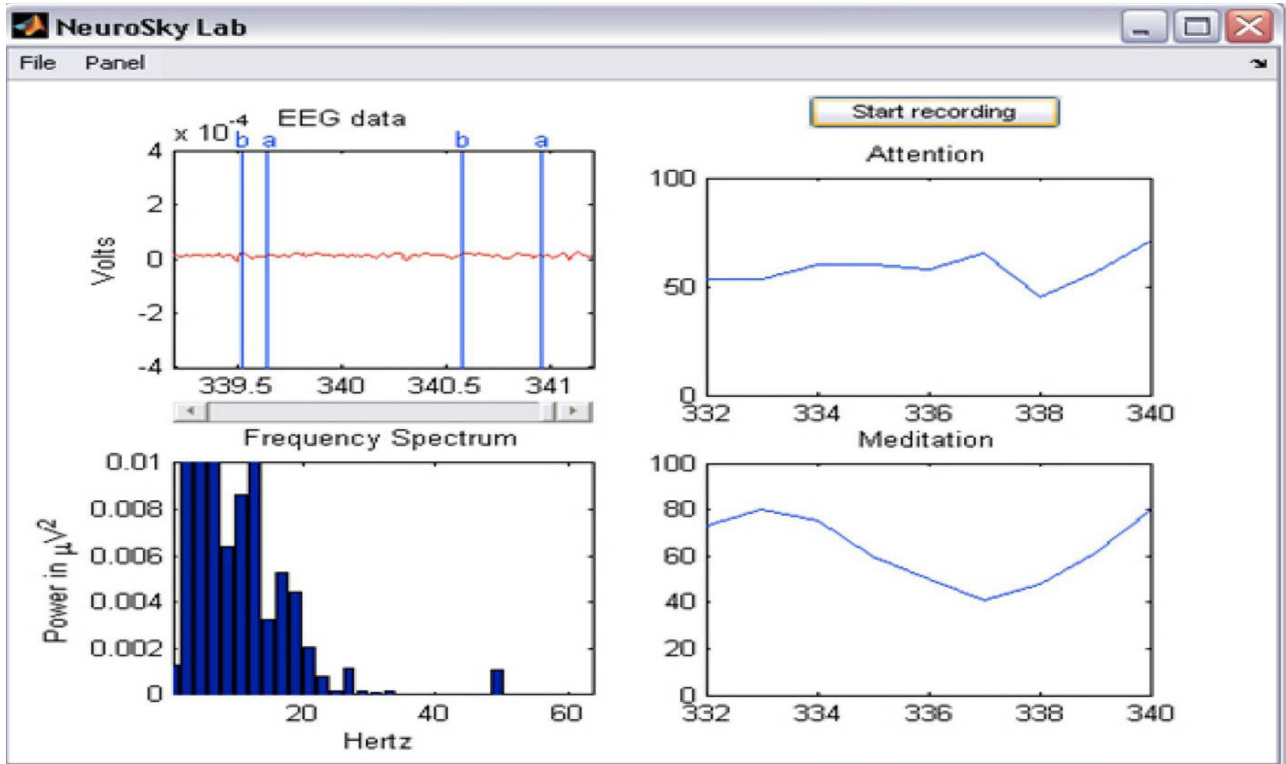 NeuroSky Lab
File Panel
EEG data
x 10^-4
b a b a
4
2
0
-2
-4
Volts
339.5 340 340.5 341
Start recording
Attention
100
50
0
332 334 336 338 340
Frequency Spectrum
0.01
0.008
0.006
0.004
0.002
0
Power in μV²
20 40 60
Hertz
Meditation
100
80
60
40
20
0
332 334 336 338 340